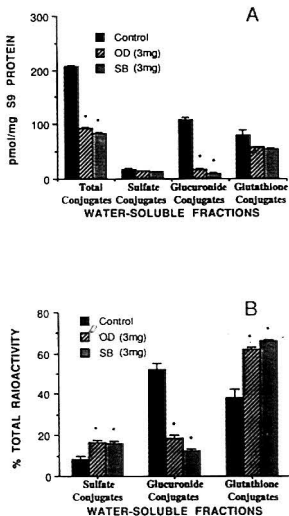 A
Control
OD (3mg)
SB (3mg)
pmol/mg S9 PROTEIN
300
200
100
0
Total Sulfate Glucuronide Glutathione
Conjugates Conjugates Conjugates Conjugates
WATER-SOLUBLE FRACTIONS
B
Control
OD (3mg)
SB (3mg)
% TOTAL RAIOACTIVITY
80
60
40
20
0
Sulfate Glucuronide Glutathione
Conjugates Conjugates Conjugates
WATER-SOLUBLE FRACTIONS